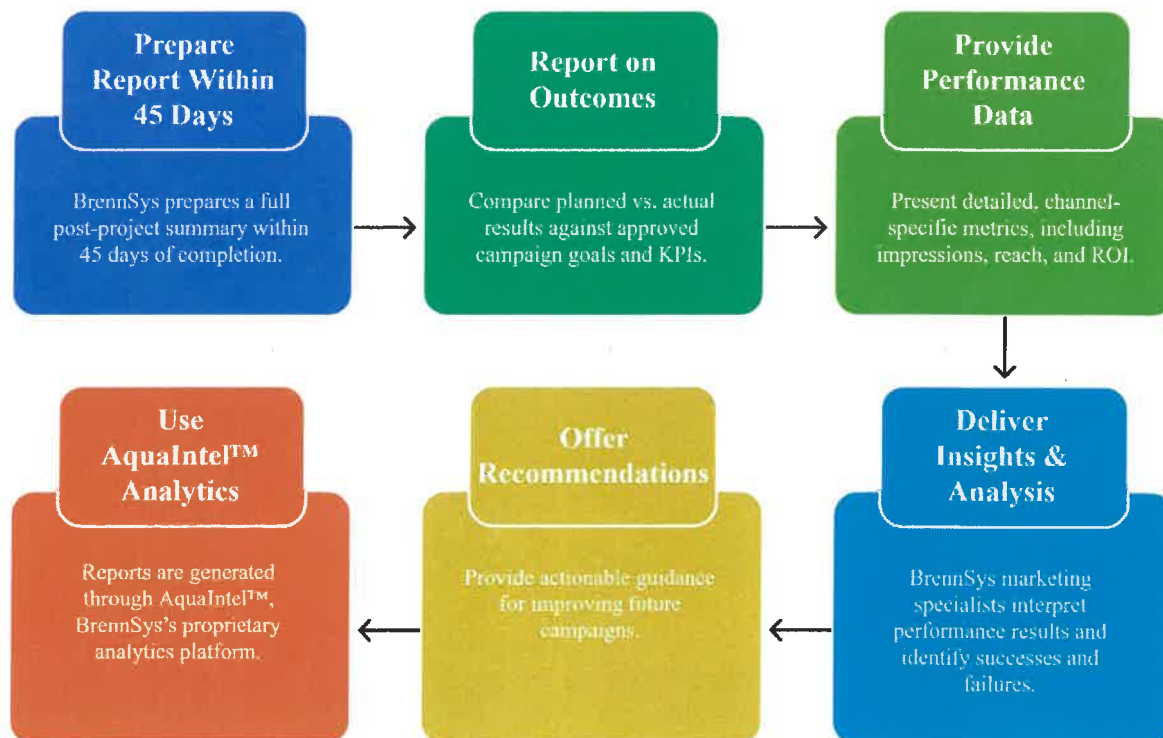 Prepare
Report Within
45 Days
BrennSys prepares a full
post-project summary within
45 days of completion.
Report on
Outcomes
Compare planned vs. actual
results against approved
campaign goals and KPIs.
Provide
Performance
Data
Present detailed, channel-
specific metrics, including
impressions, reach, and ROI.
Deliver
Insights &
Analysis
BrennSys marketing
specialists interpret
performance results and
identify successes and
failures.
Offer
Recommendations
Provide actionable guidance
for improving future
campaigns.
Use
AquaIntel™
Analytics
Reports are generated
through AquaIntel™,
BrennSys's proprietary
analytics platform.